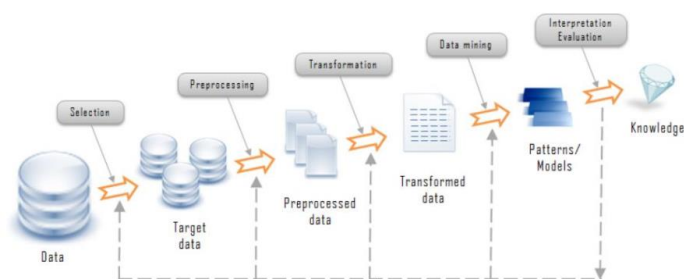 Interpretation
Evaluation
Data mining
Transformation
Preprocessing
Selection
Data
Target
data
Preprocessed
data
Transformed
data
Patterns/
Models
Knowledge